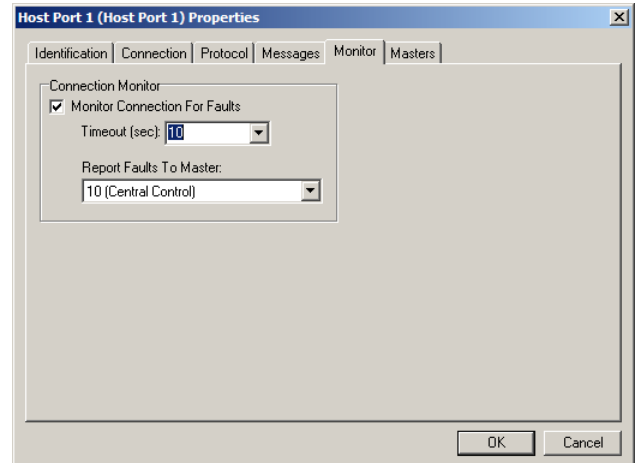 Host Port 1 (Host Port 1) Properties
Identification Connection Protocol Messages Monitor Masters
Connection Monitor
Monitor Connection For Faults
Timeout (sec): 10
Report Faults To Master:
10 (Central Control)
OK Cancel